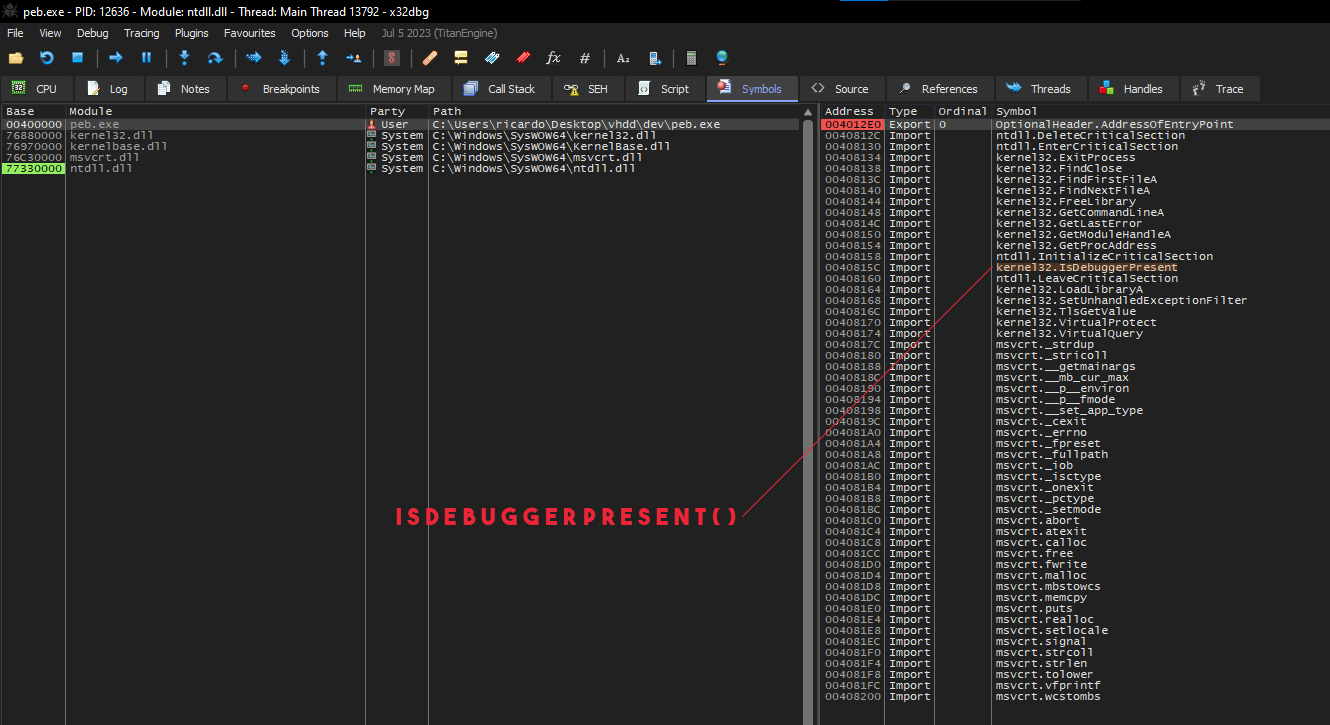 peb.exe - PID: 12636 - Module: ntdll.dll - Thread: Main Thread 13792 - x32dbg
File View Debug Tracing Plugins Favourites Options Help Jul 5 2023 (TitanEngine)
CPU Log Notes Breakpoints Memory Map Call Stack SEH Script Symbols Source References Threads Handles Trace
Base Module Party Path
00400000 peb.exe User C:\Users\ricardo\Desktop\vhdd\dev\peb.exe
76880000 kernel32.dll System C:\Windows\SysWOW64\kernel32.dll
76970000 kernelbase.dll System C:\Windows\SysWOW64\KernelBase.dll
76C30000 msvcrt.dll System C:\Windows\SysWOW64\msvcrt.dll
77330000 ntdll.dll System C:\Windows\SysWOW64\ntdll.dll
ISDEBUGGERPRESENT()
Address Type Ordinal Symbol
004012E0 Export 0 OptionalHeader.AddressOfEntryPoint
0040812C Import ntdll.DeleteCriticalSection
00408130 Import ntdll.EnterCriticalSection
00408134 Import kernel32.ExitProcess
00408138 Import kernel32.FindClose
0040813C Import kernel32.FindFirstFileA
00408140 Import kernel32.FindNextFileA
00408144 Import kernel32.FreeLibrary
00408148 Import kernel32.GetCommandLineA
0040814C Import kernel32.GetLastError
00408150 Import kernel32.GetModuleHandleA
00408154 Import kernel32.GetProcAddress
00408158 Import ntdll.InitializeCriticalSection
0040815C Import kernel32.IsDebuggerPresent
00408160 Import ntdll.LeaveCriticalSection
00408164 Import kernel32.LoadLibraryA
00408168 Import kernel32.SetUnhandledExceptionFilter
0040816C Import kernel32.TlsGetValue
00408170 Import kernel32.VirtualProtect
00408174 Import kernel32.VirtualQuery
0040817C Import msvcrt._strdup
00408180 Import msvcrt._stricoll
00408184 Import msvcrt.__getmainargs
00408188 Import msvcrt.__mb_cur_max
0040818C Import msvcrt.__p__environ
00408190 Import msvcrt.__p__fmode
00408194 Import msvcrt.__set_app_type
00408198 Import msvcrt._cexit
0040819C Import msvcrt._errno
004081A0 Import msvcrt._fpreset
004081A4 Import msvcrt._fullpath
004081A8 Import msvcrt._iob
004081AC Import msvcrt._isctype
004081B0 Import msvcrt._onexit
004081B4 Import msvcrt._pctype
004081B8 Import msvcrt._setmode
004081BC Import msvcrt.abort
004081C0 Import msvcrt.atexit
004081C4 Import msvcrt.calloc
004081C8 Import msvcrt.free
004081CC Import msvcrt.fwrite
004081D0 Import msvcrt.malloc
004081D4 Import msvcrt.mbstowcs
004081D8 Import msvcrt.memcpy
004081DC Import msvcrt.puts
004081E0 Import msvcrt.realloc
004081E4 Import msvcrt.setlocale
004081E8 Import msvcrt.signal
004081EC Import msvcrt.strcoll
004081F0 Import msvcrt.strlen
004081F4 Import msvcrt.tolower
004081F8 Import msvcrt.vfprintf
004081FC Import msvcrt.wcstombs
00408200